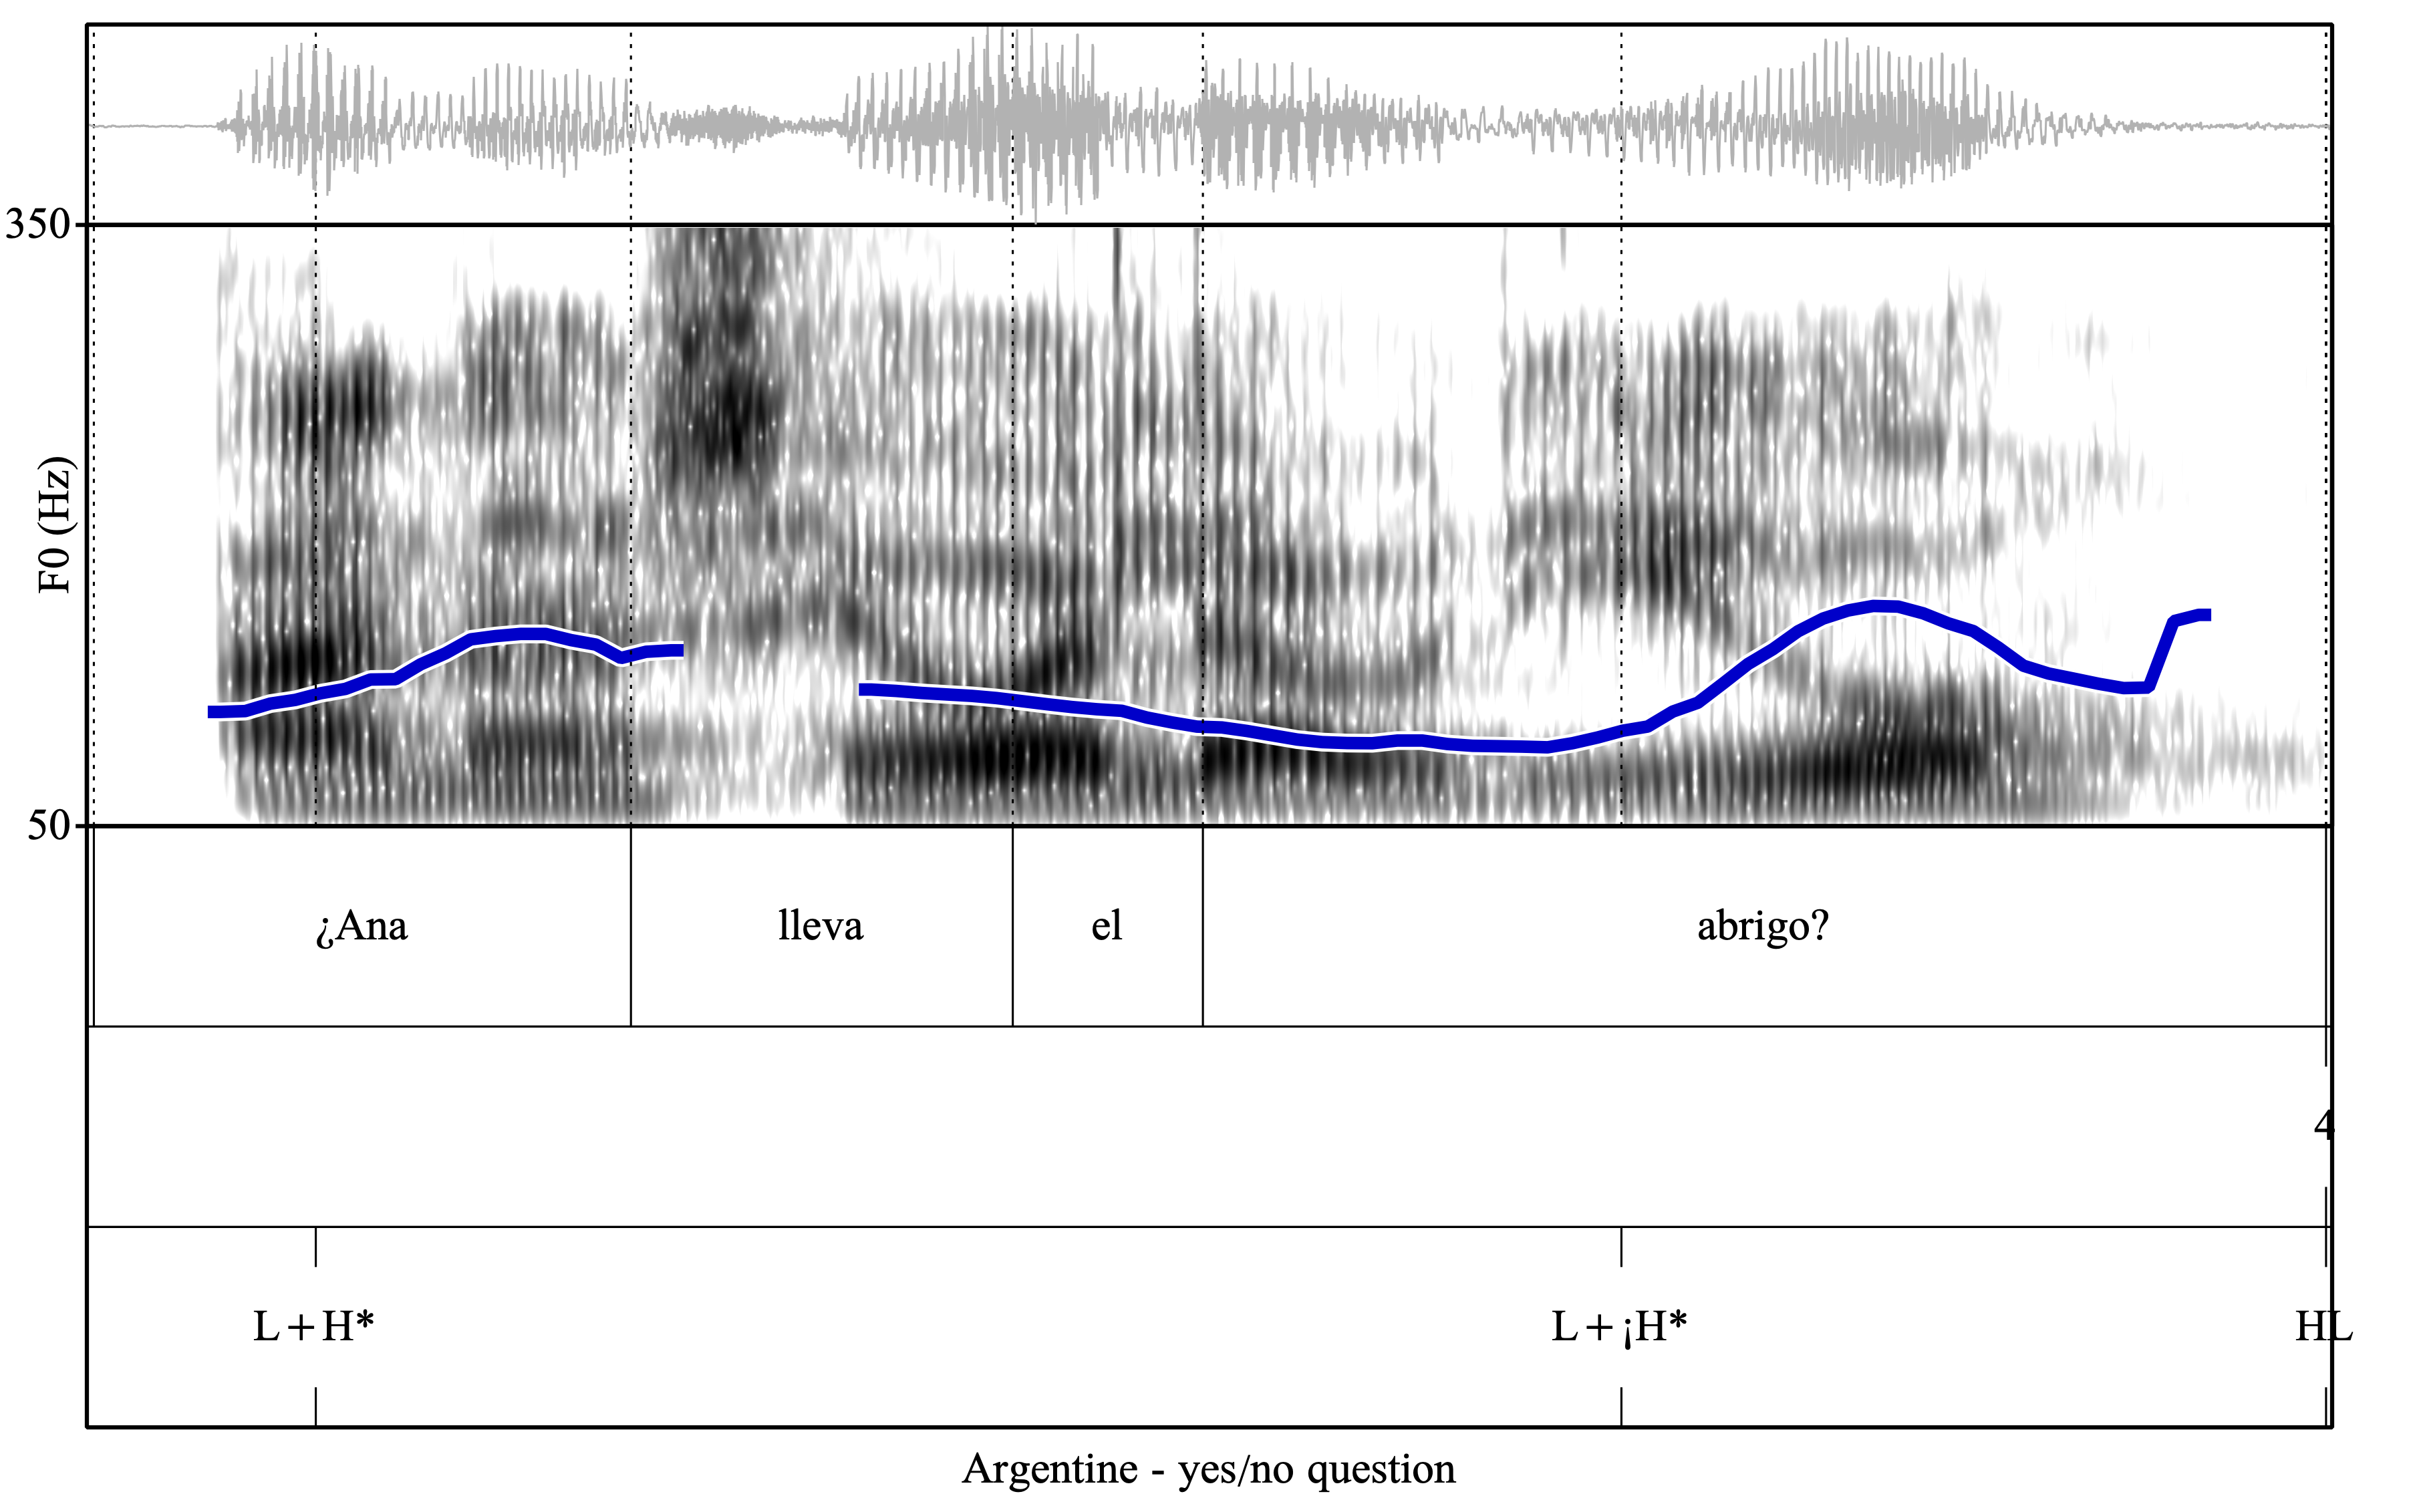 350
F0 (Hz)
50
¿Ana lleva el abrigo?
4
L+H* L+¡H* HL
Argentine - yes/no question